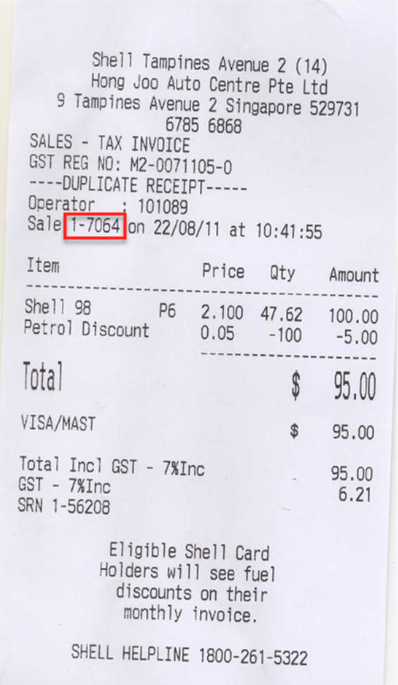 Shell Tampines Avenue 2 (14)
Hong Joo Auto Centre Pte Ltd
9 Tampines Avenue 2 Singapore 529731
6785 6868
SALES - TAX INVOICE
GST REG NO: M2-0071105-0
----DUPLICATE RECEIPT-----
Operator : 101089
Sale 1-7064 on 22/08/11 at 10:41:55
Item Price Qty Amount
Shell 98 P6 2.100 47.62 100.00
Petrol Discount 0.05 -100 -5.00
Total $ 95.00
VISA/MAST $ 95.00
Total Incl GST - 7%Inc 95.00
GST - 7%Inc 6.21
SRN 1-56208
Eligible Shell Card
Holders will see fuel
discounts on their
monthly invoice.
SHELL HELPLINE 1800-261-5322